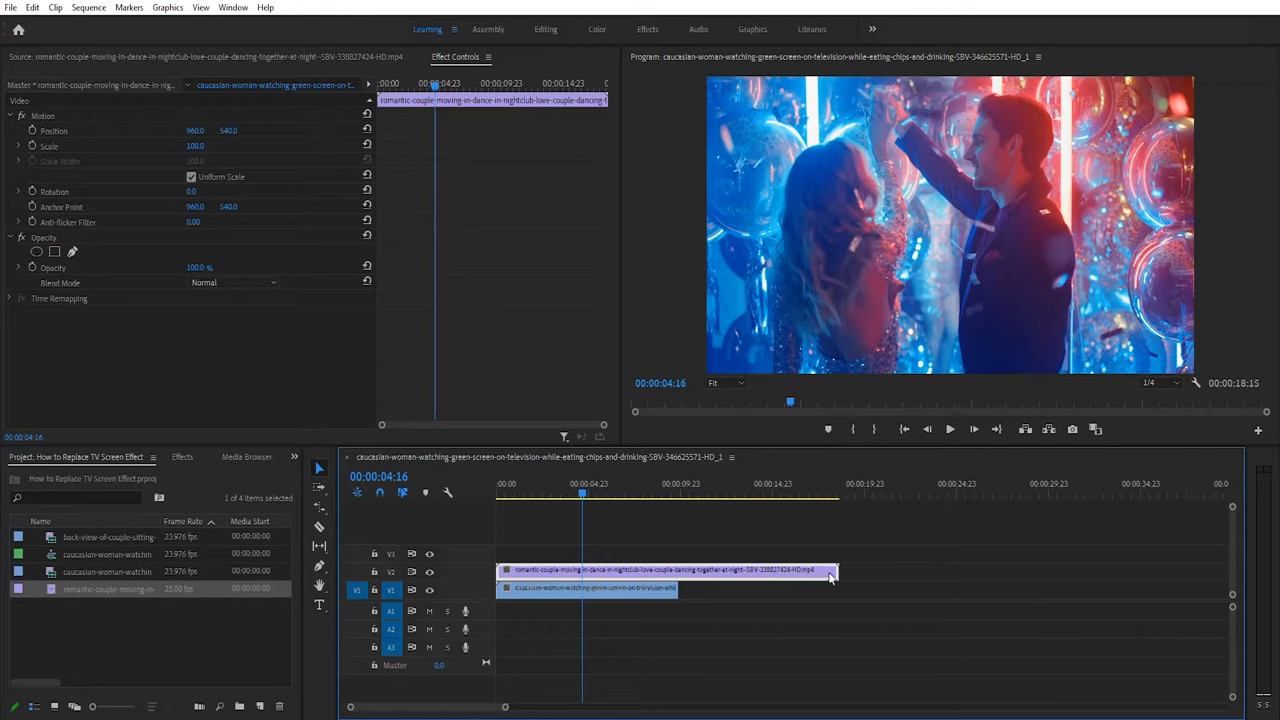 File Edit Clip Sequence Markers Graphics View Window Help
Learning Assembly Editing Color Effects Audio Graphics Libraries
Source: romantic-couple-moving-in-dance-in-nightclub-love-couple-dancing-together-at-night--SBV-338827424-HD.mp4 Effect Controls
Program: caucasian-woman-watching-green-screen-on-television-while-eating-chips-and-drinking-SBV-346625571-HD_1
:00:00 00:00:04:23 00:00:09:23 00:00:14:23
Master * romantic-couple-moving-in-dance-in-nig... caucasian-woman-watching-green-screen-on-t...
romantic-couple-moving-in-dance-in-nightclub-love-couple-dancing-t
Video
fx Motion
Position 960.0 540.0
Scale 100.0
Scale Width 100.0
Uniform Scale
Rotation 0.0
Anchor Point 960.0 540.0
Anti-flicker Filter 0.00
fx Opacity
Opacity 100.0 %
Blend Mode Normal
fx Time Remapping
00:00:04:16 Fit 1/4 00:00:18:15
00:00:04:16
Project: How to Replace TV Screen Effect Effects Media Browser
How to Replace TV Screen Effect.prproj
1 of 4 items selected
Name Frame Rate Media Start
back-view-of-couple-sitting- 23.976 fps 00:00:00:00
caucasian-woman-watchin 23.976 fps 00:00:00:00
caucasian-woman-watchin 23.976 fps 00:00:00:00
romantic-couple-moving-in- 25.00 fps 00:00:00:00
caucasian-woman-watching-green-screen-on-television-while-eating-chips-and-drinking-SBV-346625571-HD_1
00:00:04:16
:00:00 00:00:04:23 00:00:09:23 00:00:14:23 00:00:19:23 00:00:24:23 00:00:29:23 00:00:34:23 00:0
V3
V2 romantic-couple-moving-in-dance-in-nightclub-love-couple-dancing-together-at-night--SBV-338827424-HD.mp4
V1 V1 caucasian-woman-watching-green-screen-on-television-whil
A1 M S
A2 M S
A3 M S
Master 0.0
S S